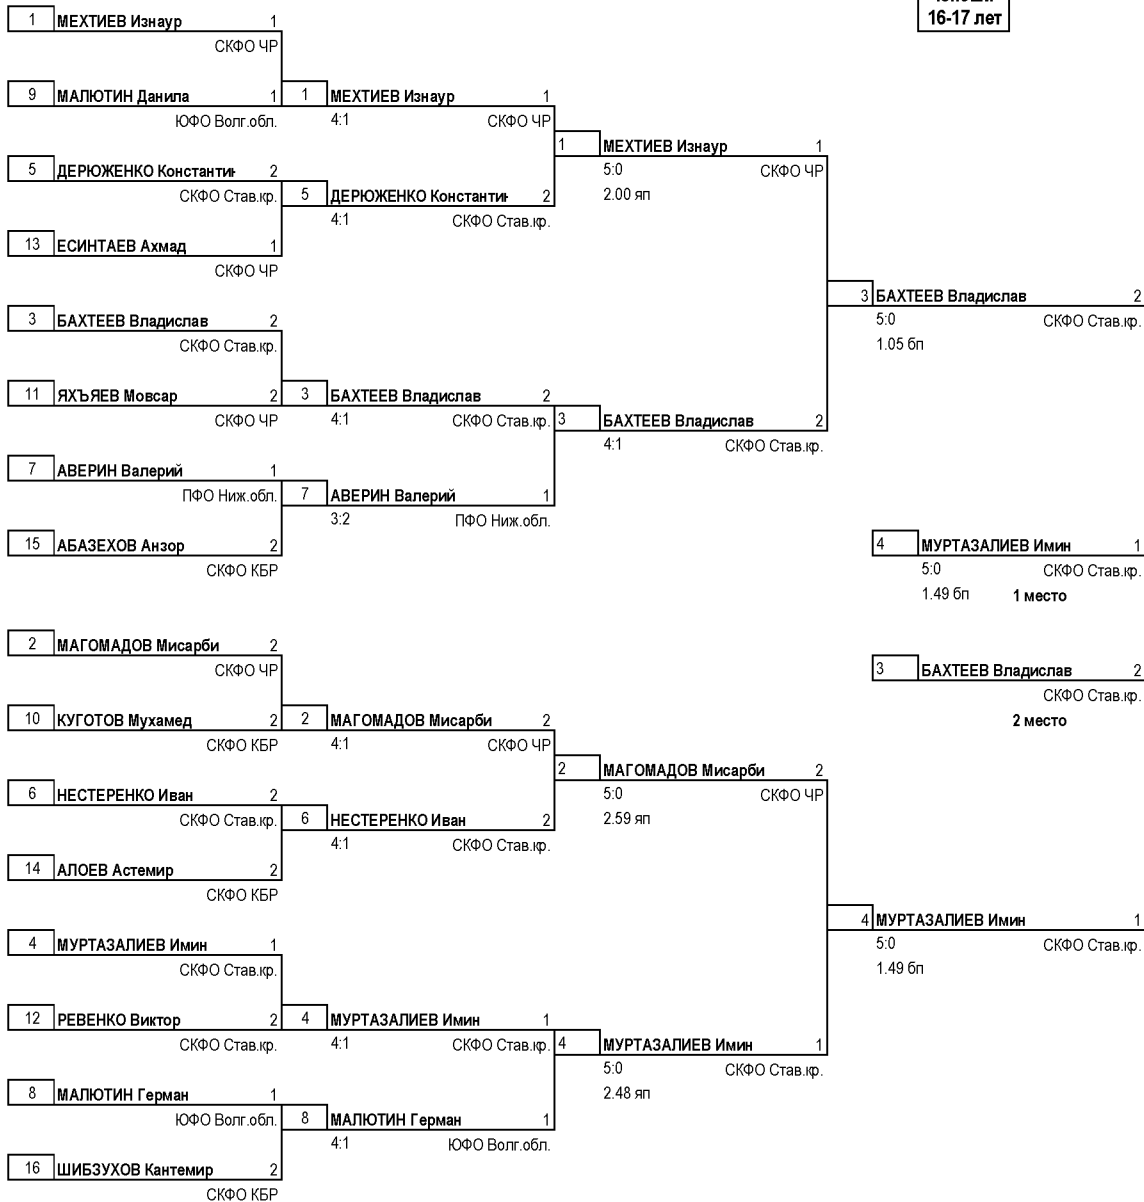 16-17 лет
1 МЕХТИЕВ Изнаур 1
СКФО ЧР
9 МАЛЮТИН Данила 1
ЮФО Волг.обл.
1 МЕХТИЕВ Изнаур 1
4:1 СКФО ЧР
1 МЕХТИЕВ Изнаур 1
5:0 СКФО ЧР
2.00 яп
5 ДЕРЮЖЕНКО Константин 2
СКФО Став.кр.
5 ДЕРЮЖЕНКО Константин 2
4:1 СКФО Став.кр.
13 ЕСИНТАЕВ Ахмад 1
СКФО ЧР
3 БАХТЕЕВ Владислав 2
5:0 СКФО Став.кр.
1.05 бп
3 БАХТЕЕВ Владислав 2
СКФО Став.кр.
11 ЯХЪЯЕВ Мовсар 2
СКФО ЧР
3 БАХТЕЕВ Владислав 2
4:1 СКФО Став.кр.
3 БАХТЕЕВ Владислав 2
4:1 СКФО Став.кр.
7 АВЕРИН Валерий 1
ПФО Ниж.обл.
7 АВЕРИН Валерий 1
3:2 ПФО Ниж.обл.
15 АБАЗЕХОВ Анзор 2
СКФО КБР
4 МУРТАЗАЛИЕВ Имин 1
5:0 СКФО Став.кр.
1.49 бп 1 место
2 МАГОМАДОВ Мисарби 2
СКФО ЧР
3 БАХТЕЕВ Владислав 2
СКФО Став.кр.
2 место
10 КУГОТОВ Мухамед 2
СКФО КБР
2 МАГОМАДОВ Мисарби 2
4:1 СКФО ЧР
2 МАГОМАДОВ Мисарби 2
5:0 СКФО ЧР
2.59 яп
6 НЕСТЕРЕНКО Иван 2
СКФО Став.кр.
6 НЕСТЕРЕНКО Иван 2
4:1 СКФО Став.кр.
14 АЛОЕВ Астемир 2
СКФО КБР
4 МУРТАЗАЛИЕВ Имин 1
5:0 СКФО Став.кр.
1.49 бп
4 МУРТАЗАЛИЕВ Имин 1
СКФО Став.кр.
12 РЕВЕНКО Виктор 2
СКФО Став.кр.
4 МУРТАЗАЛИЕВ Имин 1
4:1 СКФО Став.кр.
4 МУРТАЗАЛИЕВ Имин 1
5:0 СКФО Став.кр.
2.48 яп
8 МАЛЮТИН Герман 1
ЮФО Волг.обл.
8 МАЛЮТИН Герман 1
4:1 ЮФО Волг.обл.
16 ШИБЗУХОВ Кантемир 2
СКФО КБР